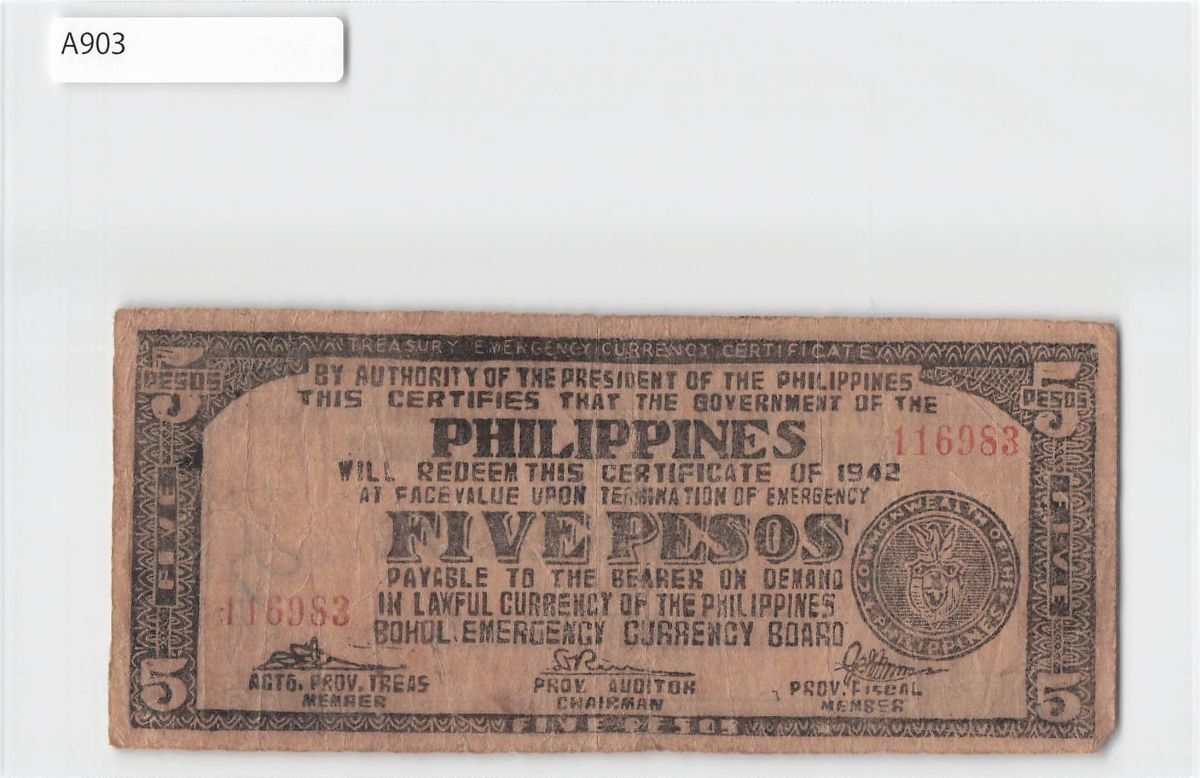 A903
TREASURY EMERGENCY CURRENCY CERTIFICATE
5 PESOS
5 PESOS
BY AUTHORITY OF THE PRESIDENT OF THE PHILIPPINES
THIS CERTIFIES THAT THE GOVERNMENT OF THE
PHILIPPINES
116983
WILL REDEEM THIS CERTIFICATE OF 1942
AT FACE VALUE UPON TERMINATION OF EMERGENCY
FIVE PESOS
FIVE
FIVE
COMMONWEALTH OF THE PHILIPPINES
PAYABLE TO THE BEARER ON DEMAND
IN LAWFUL CURRENCY OF THE PHILIPPINES
116983
BOHOL EMERGENCY CURRENCY BOARD
ACTG. PROV. TREAS
MEMBER
PROV. AUDITOR
CHAIRMAN
PROV. FISCAL
MEMBER
5
5
FIVE PESOS